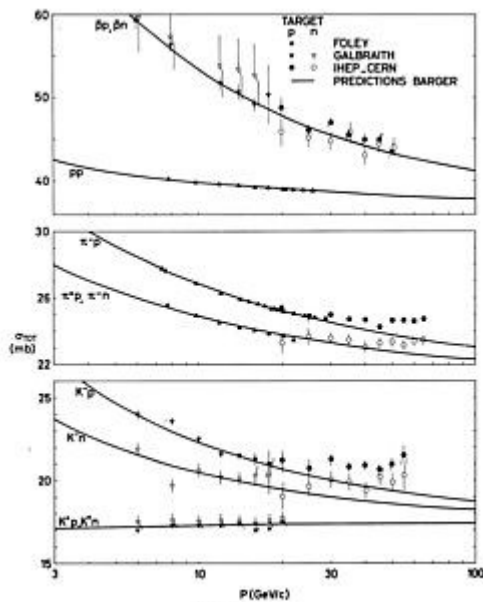 TARGET
p n
FOLEY
GALBRAITH
IHEP_CERN
PREDICTIONS BARGER
p̄p, p̄n
60
50
40
pp
π⁻p
π⁺p, π⁻n
30
26
22
σTOT
(mb)
K⁻p
K⁻n
K⁺p, K⁺n
25
20
15
3
10
30
100
P (GeV/c)